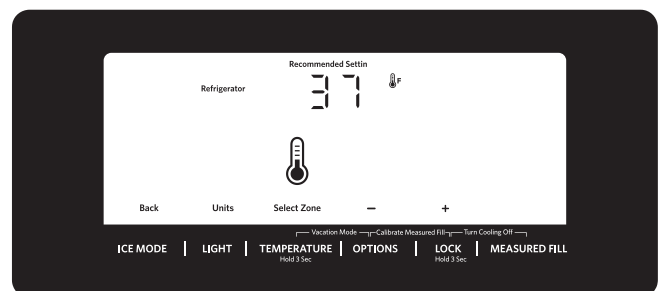 Recommended Settin
Refrigerator 37 F
Back Units Select Zone − +
Vacation Mode Calibrate Measured Fill Turn Cooling Off
ICE MODE LIGHT TEMPERATURE OPTIONS LOCK MEASURED FILL
Hold 3 Sec Hold 3 Sec